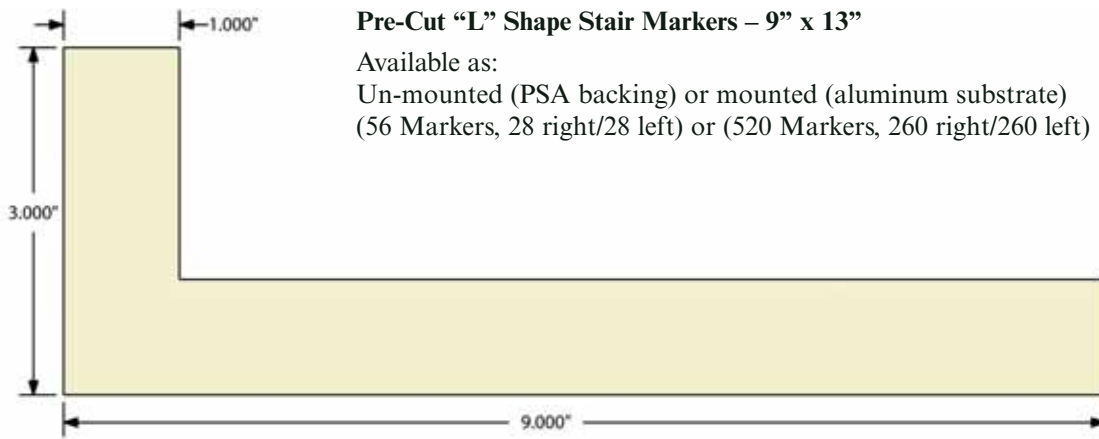 1.000"
Pre-Cut “L” Shape Stair Markers – 9” x 13”
Available as:
Un-mounted (PSA backing) or mounted (aluminum substrate)
(56 Markers, 28 right/28 left) or (520 Markers, 260 right/260 left)
3.000"
9.000"